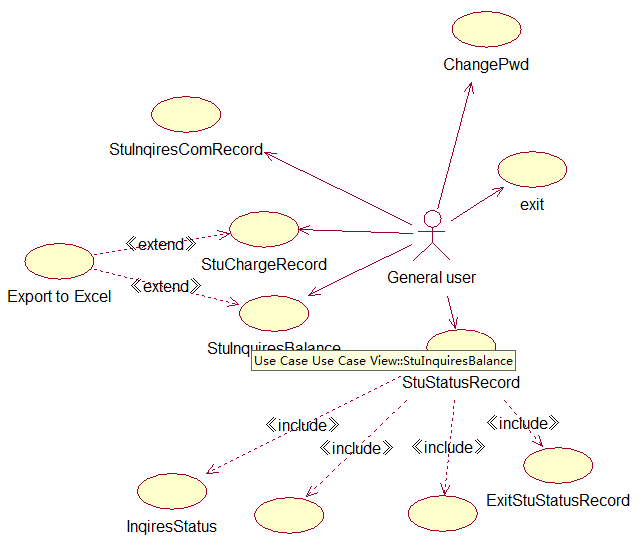 ChangePwd
StuInqiresComRecord
exit
《extend》
StuChargeRecord
General user
Export to Excel
《extend》
StuInquiresBalance
Use Case Use Case View::StuInquiresBalance
StuStatusRecord
《include》
《include》
《include》
《include》
ExitStuStatusRecord
InqiresStatus